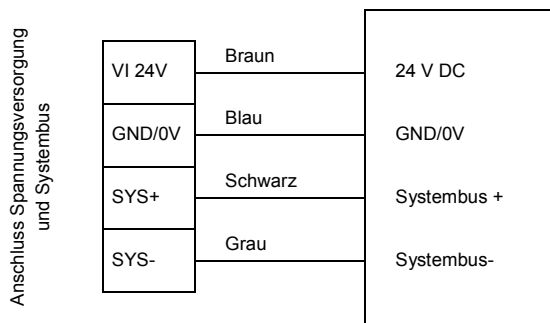 Anschluss Spannungsversorgung
und Systembus
VI 24V
Braun
24 V DC
GND/0V
Blau
GND/0V
SYS+
Schwarz
Systembus +
SYS-
Grau
Systembus-